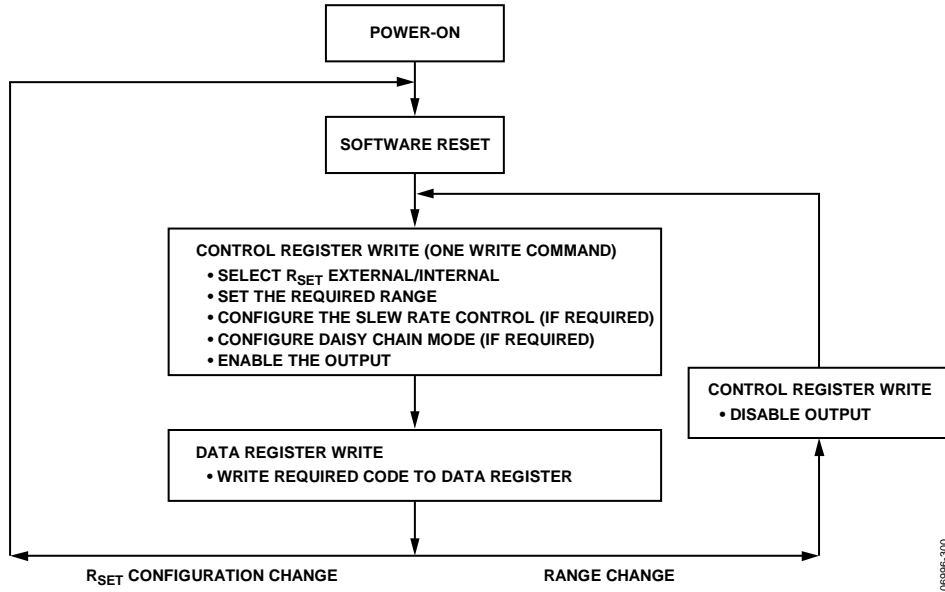 POWER-ON
SOFTWARE RESET
CONTROL REGISTER WRITE (ONE WRITE COMMAND)
• SELECT RSET EXTERNAL/INTERNAL
• SET THE REQUIRED RANGE
• CONFIGURE THE SLEW RATE CONTROL (IF REQUIRED)
• CONFIGURE DAISY CHAIN MODE (IF REQUIRED)
• ENABLE THE OUTPUT
CONTROL REGISTER WRITE
• DISABLE OUTPUT
DATA REGISTER WRITE
• WRITE REQUIRED CODE TO DATA REGISTER
RSET CONFIGURATION CHANGE
RANGE CHANGE
06996-300